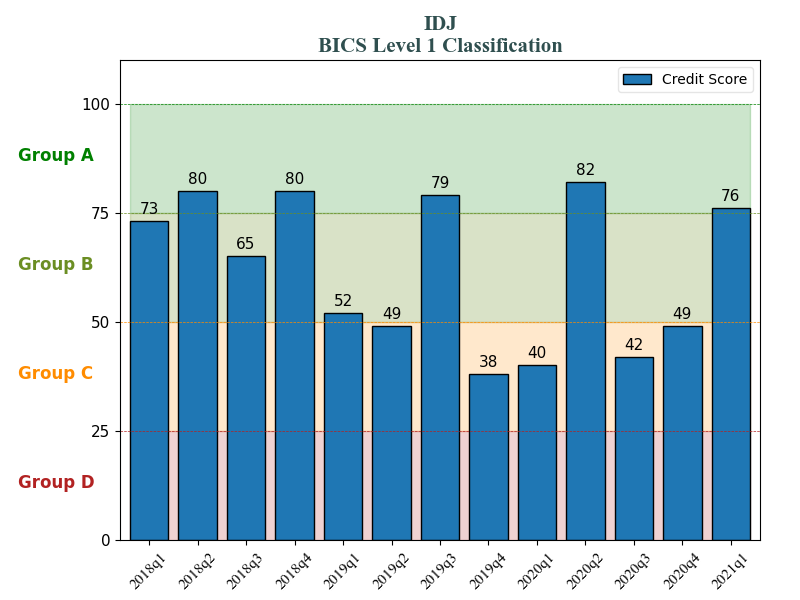 IDJ
BICS Level 1 Classification
Credit Score
100
Group A
75
Group B
50
Group C
25
Group D
0
73
80
65
80
52
49
79
38
40
82
42
49
76
2018q1
2018q2
2018q3
2018q4
2019q1
2019q2
2019q3
2019q4
2020q1
2020q2
2020q3
2020q4
2021q1